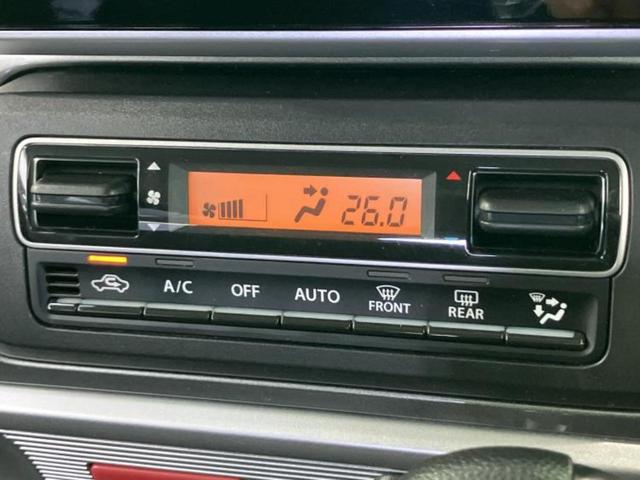 26.0
A/C OFF AUTO FRONT REAR